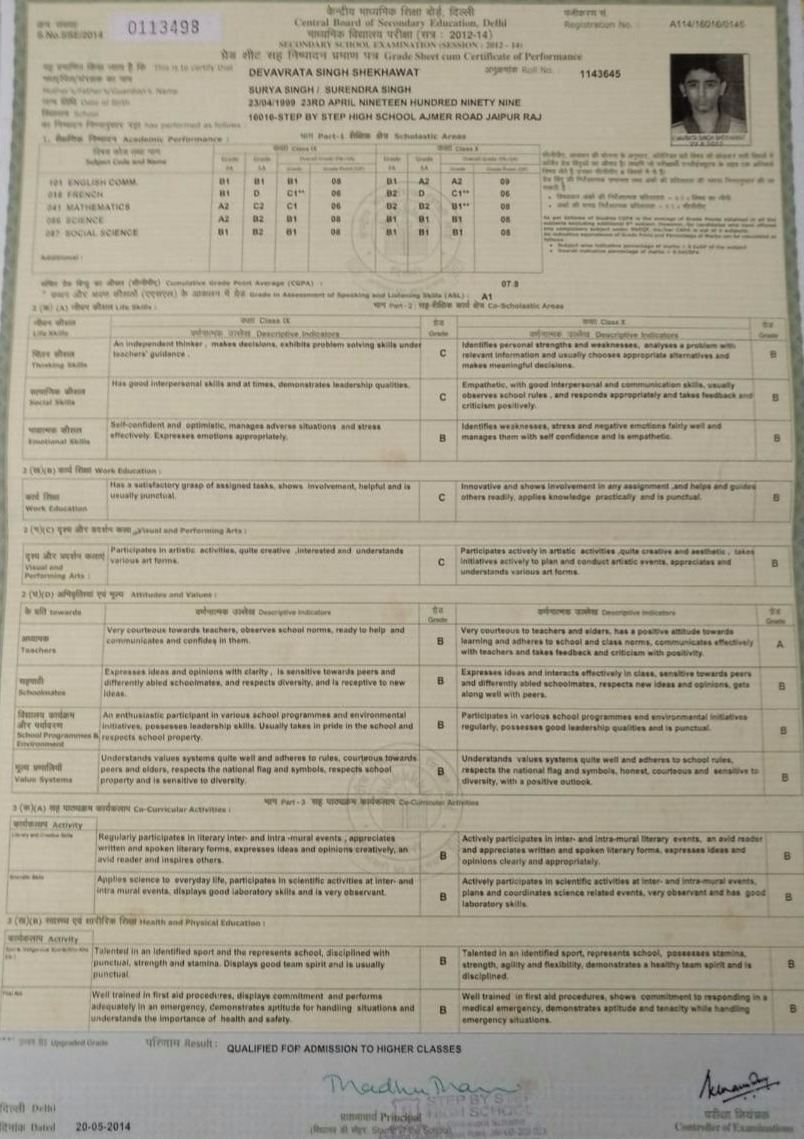 केन्द्रीय माध्यमिक शिक्षा बोर्ड, दिल्ली
Central Board of Secondary Education, Delhi
S.No.SSE/2014 0113498
Registration No. A114/16016/0145
माध्यमिक विद्यालय परीक्षा (सत्र : 2012-14)
SECONDARY SCHOOL EXAMINATION (SESSION : 2012-14)
ग्रेड शीट सह निष्पादन प्रमाण पत्र Grade Sheet cum Certificate of Performance
यह प्रमाणित किया जाता है कि This is to certify that
DEVAVRATA SINGH SHEKHAWAT अनुक्रमांक Roll No. 1143645
Mother's/Father's/Guardian's Name SURYA SINGH / SURENDRA SINGH
Date of Birth 23/04/1999 23RD APRIL NINETEEN HUNDRED NINETY NINE
School 16016-STEP BY STEP HIGH SCHOOL AJMER ROAD JAIPUR RAJ
has performed as follows :
1. शैक्षणिक निष्पादन Academic Performance : भाग Part-1 शैक्षिक क्षेत्र Scholastic Areas
Subject Code and Name कक्षा Class IX कक्षा Class X
Grade FA Grade SA Grade Grade FA Grade SA Grade
101 ENGLISH COMM. B1 B1 B1 08 B1 A2 A2 09
018 FRENCH B1 D C1** 06 B2 D C1** 06
041 MATHEMATICS A2 C2 C1 06 B2 B2 B1** 08
086 SCIENCE A2 B2 B1 08 B1 B1 B1 08
087 SOCIAL SCIENCE B1 B2 B1 08 B1 B1 B1 08
Additional :
Cumulative Grade Point Average (CGPA) : 07.8
Grade in Assessment of Speaking and Listening Skills (ASL) : A1
भाग Part-2 : सह-शैक्षिक कार्य क्षेत्र Co-Scholastic Areas
2 (क) (A) जीवन कौशल Life Skills :
जीवन कौशल Life Skills कक्षा Class IX वर्णनात्मक उल्लेख Descriptive Indicators ग्रेड Grade कक्षा Class X वर्णनात्मक उल्लेख Descriptive Indicators ग्रेड Grade
चिंतन कौशल Thinking Skills
An independent thinker , makes decisions, exhibits problem solving skills under
teachers' guidance . C
Identifies personal strengths and weaknesses, analyses a problem with
relevant information and usually chooses appropriate alternatives and
makes meaningful decisions. B
सामाजिक कौशल Social Skills
Has good interpersonal skills and at times, demonstrates leadership qualities. C
Empathetic, with good interpersonal and communication skills, usually
observes school rules , and responds appropriately and takes feedback and
criticism positively. B
भावात्मक कौशल Emotional Skills
Self-confident and optimistic, manages adverse situations and stress
effectively. Expresses emotions appropriately. B
Identifies weaknesses, stress and negative emotions fairly well and
manages them with self confidence and is empathetic. B
2 (ख)(B) कार्य शिक्षा Work Education :
कार्य शिक्षा Work Education
Has a satisfactory grasp of assigned tasks, shows involvement, helpful and is
usually punctual. C
Innovative and shows involvement in any assignment ,and helps and guides
others readily, applies knowledge practically and is punctual. B
2 (ग)(C) दृश्य और प्रदर्शन कला Visual and Performing Arts :
दृश्य और प्रदर्शन कलाएं Visual and Performing Arts :
Participates in artistic activities, quite creative ,interested and understands
various art forms. C
Participates actively in artistic activities ,quite creative and aesthetic , takes
initiatives actively to plan and conduct artistic events, appreciates and
understands various art forms. B
2 (घ)(D) अभिवृत्तियां एवं मूल्य Attitudes and Values :
के प्रति towards वर्णनात्मक उल्लेख Descriptive Indicators ग्रेड Grade वर्णनात्मक उल्लेख Descriptive Indicators ग्रेड Grade
अध्यापक Teachers
Very courteous towards teachers, observes school norms, ready to help and
communicates and confides in them. B
Very courteous to teachers and elders, has a positive attitude towards
learning and adheres to school and class norms, communicates effectively
with teachers and takes feedback and criticism with positivity. A
सहपाठी Schoolmates
Expresses ideas and opinions with clarity , is sensitive towards peers and
differently abled schoolmates, and respects diversity, and is receptive to new
ideas. B
Expresses ideas and interacts effectively in class, sensitive towards peers
and differently abled schoolmates, respects new ideas and opinions, gets
along well with peers. B
विद्यालय कार्यक्रम और पर्यावरण School Programmes & Environment
An enthusiastic participant in various school programmes and environmental
initiatives, possesses leadership skills. Usually takes in pride in the school and
respects school property. B
Participates in various school programmes and environmental initiatives
regularly, possesses good leadership qualities and is punctual. B
मूल्य प्रणालियां Value Systems
Understands values systems quite well and adheres to rules, courteous towards
peers and elders, respects the national flag and symbols, respects school
property and is sensitive to diversity. B
Understands values systems quite well and adheres to school rules,
respects the national flag and symbols, honest, courteous and sensitive to
diversity, with a positive outlook. B
भाग Part-3 सह पाठ्यक्रम कार्यकलाप Co-Curricular Activities
3 (क)(A) सह पाठ्यक्रम कार्यकलाप Co-Curricular Activities :
कार्यकलाप Activity
Regularly participates in literary inter- and intra -mural events , appreciates
written and spoken literary forms, expresses ideas and opinions creatively, an
avid reader and inspires others. B
Actively participates in inter- and intra-mural literary events, an avid reader
and appreciates written and spoken literary forms, expresses ideas and
opinions clearly and appropriately. B
Scientific Skills
Applies science to everyday life, participates in scientific activities at inter- and
intra mural events, displays good laboratory skills and is very observant. B
Actively participates in scientific activities at inter- and intra-mural events,
plans and coordinates science related events, very observant and has good
laboratory skills. B
3 (ख)(B) स्वास्थ्य एवं शारीरिक शिक्षा Health and Physical Education :
कार्यकलाप Activity
Talented in an identified sport and the represents school, disciplined with
punctual, strength and stamina. Displays good team spirit and is usually
punctual. B
Talented in an identified sport, represents school, possesses stamina,
strength, agility and flexibility, demonstrates a healthy team spirit and is
disciplined. B
First Aid
Well trained in first aid procedures, displays commitment and performs
adequately in an emergency, demonstrates aptitude for handling situations and
understands the importance of health and safety. B
Well trained in first aid procedures, shows commitment to responding in a
medical emergency, demonstrates aptitude and tenacity while handling
emergency situations. B
Upgraded Grade परिणाम Result : QUALIFIED FOR ADMISSION TO HIGHER CLASSES
STEP BY STEP
HIGH SCHOOL
दिल्ली Delhi
दिनांक Dated 20-05-2014
प्रधानाचार्य Principal
परीक्षा नियंत्रक
Controller of Examinations